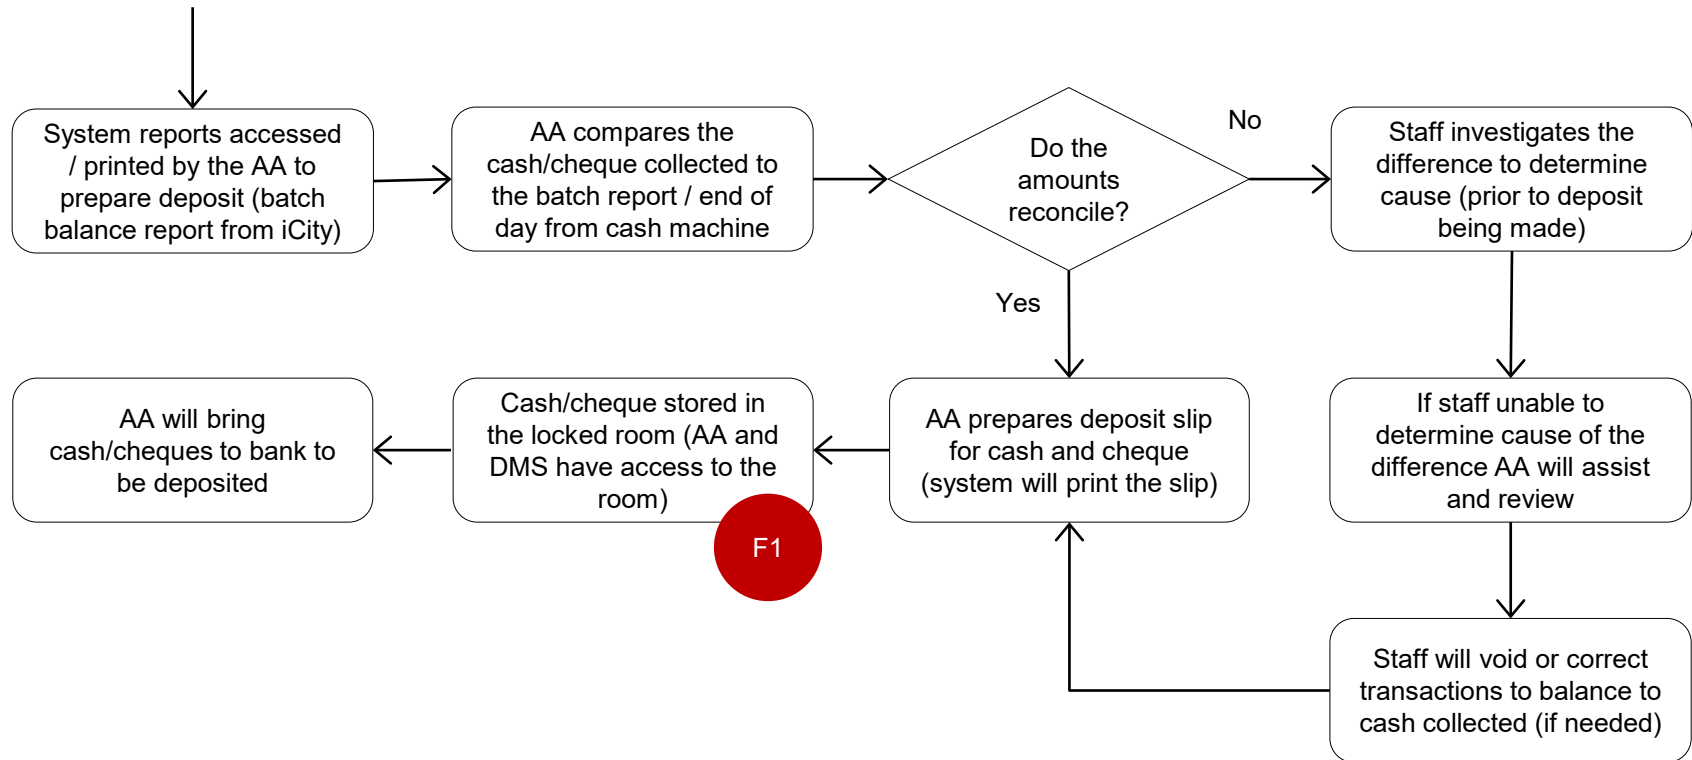 System reports accessed
/ printed by the AA to
prepare deposit (batch
balance report from iCity)
AA compares the
cash/cheque collected to
the batch report / end of
day from cash machine
Do the
amounts
reconcile?
No
Staff investigates the
difference to determine
cause (prior to deposit
being made)
Yes
AA will bring
cash/cheques to bank to
be deposited
Cash/cheque stored in
the locked room (AA and
DMS have access to the
room)
F1
AA prepares deposit slip
for cash and cheque
(system will print the slip)
If staff unable to
determine cause of the
difference AA will assist
and review
Staff will void or correct
transactions to balance to
cash collected (if needed)